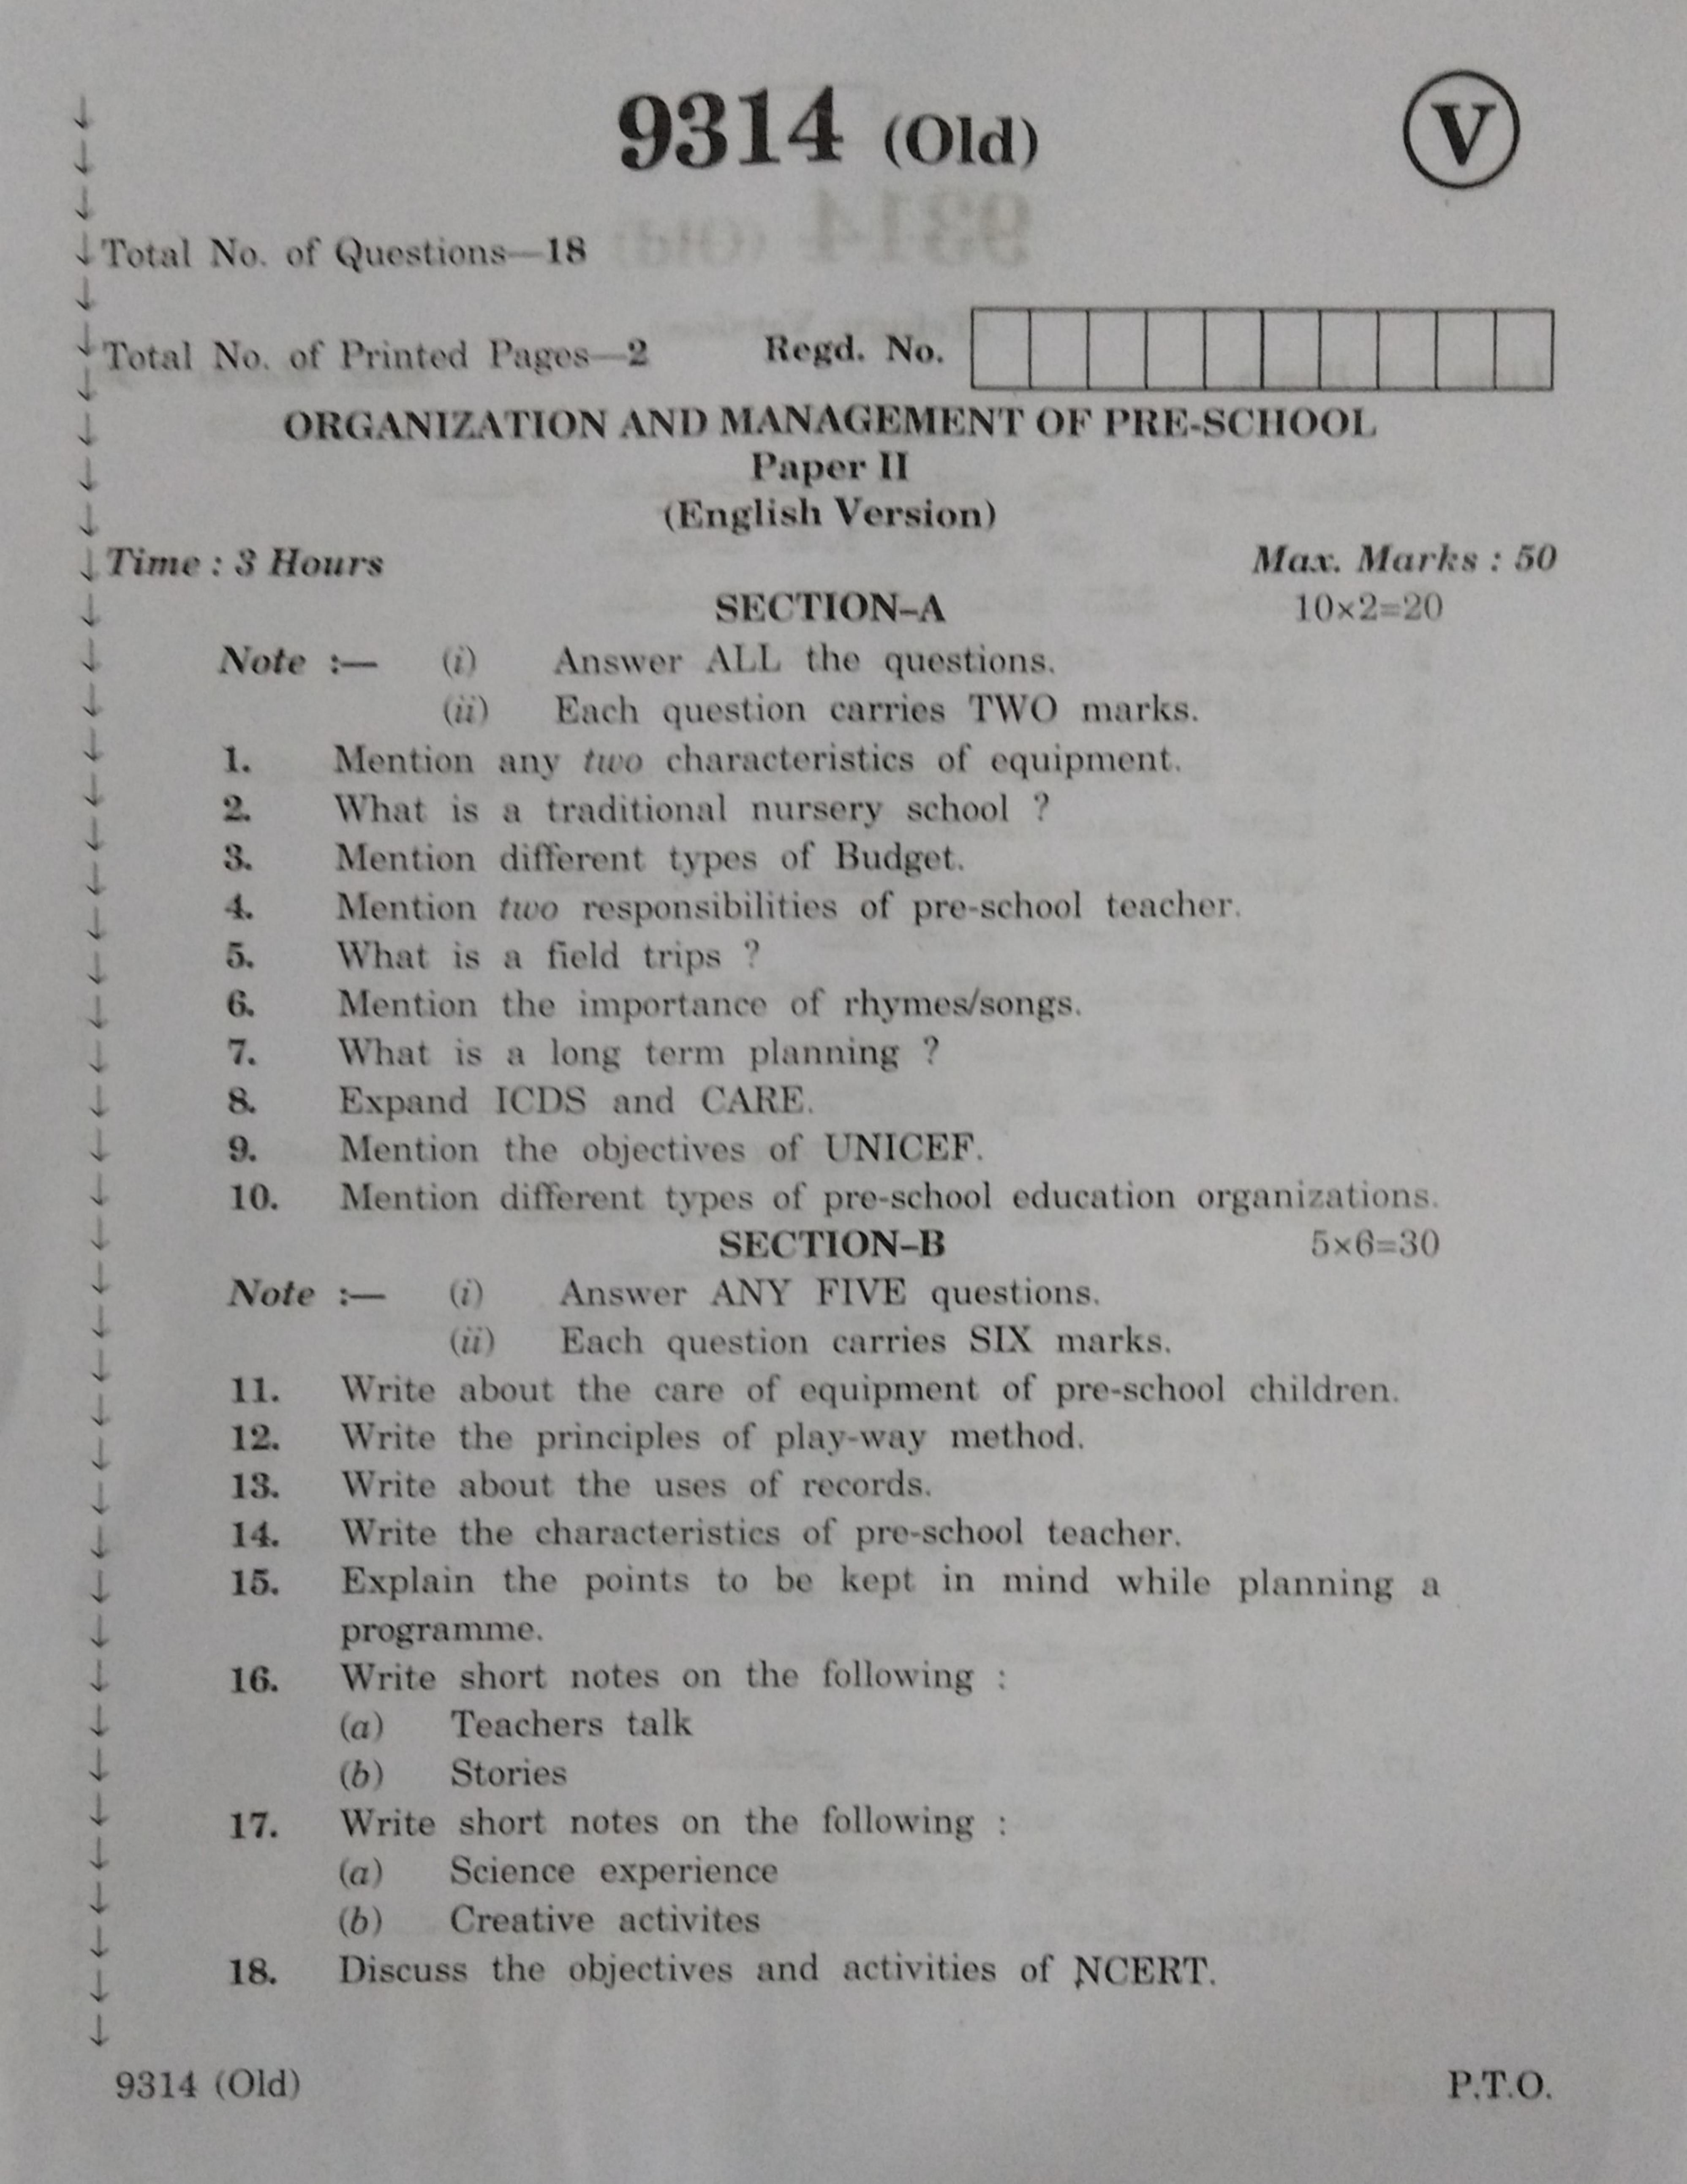 9314 (Old)
V
Total No. of Questions—18
Total No. of Printed Pages—2 Regd. No.
ORGANIZATION AND MANAGEMENT OF PRE-SCHOOL
Paper II
(English Version)
Time : 3 Hours Max. Marks : 50
SECTION–A 10×2=20
Note :— (i) Answer ALL the questions.
(ii) Each question carries TWO marks.
1. Mention any two characteristics of equipment.
2. What is a traditional nursery school ?
3. Mention different types of Budget.
4. Mention two responsibilities of pre-school teacher.
5. What is a field trips ?
6. Mention the importance of rhymes/songs.
7. What is a long term planning ?
8. Expand ICDS and CARE.
9. Mention the objectives of UNICEF.
10. Mention different types of pre-school education organizations.
SECTION–B 5×6=30
Note :— (i) Answer ANY FIVE questions.
(ii) Each question carries SIX marks.
11. Write about the care of equipment of pre-school children.
12. Write the principles of play-way method.
13. Write about the uses of records.
14. Write the characteristics of pre-school teacher.
15. Explain the points to be kept in mind while planning a
programme.
16. Write short notes on the following :
(a) Teachers talk
(b) Stories
17. Write short notes on the following :
(a) Science experience
(b) Creative activites
18. Discuss the objectives and activities of NCERT.
9314 (Old) P.T.O.